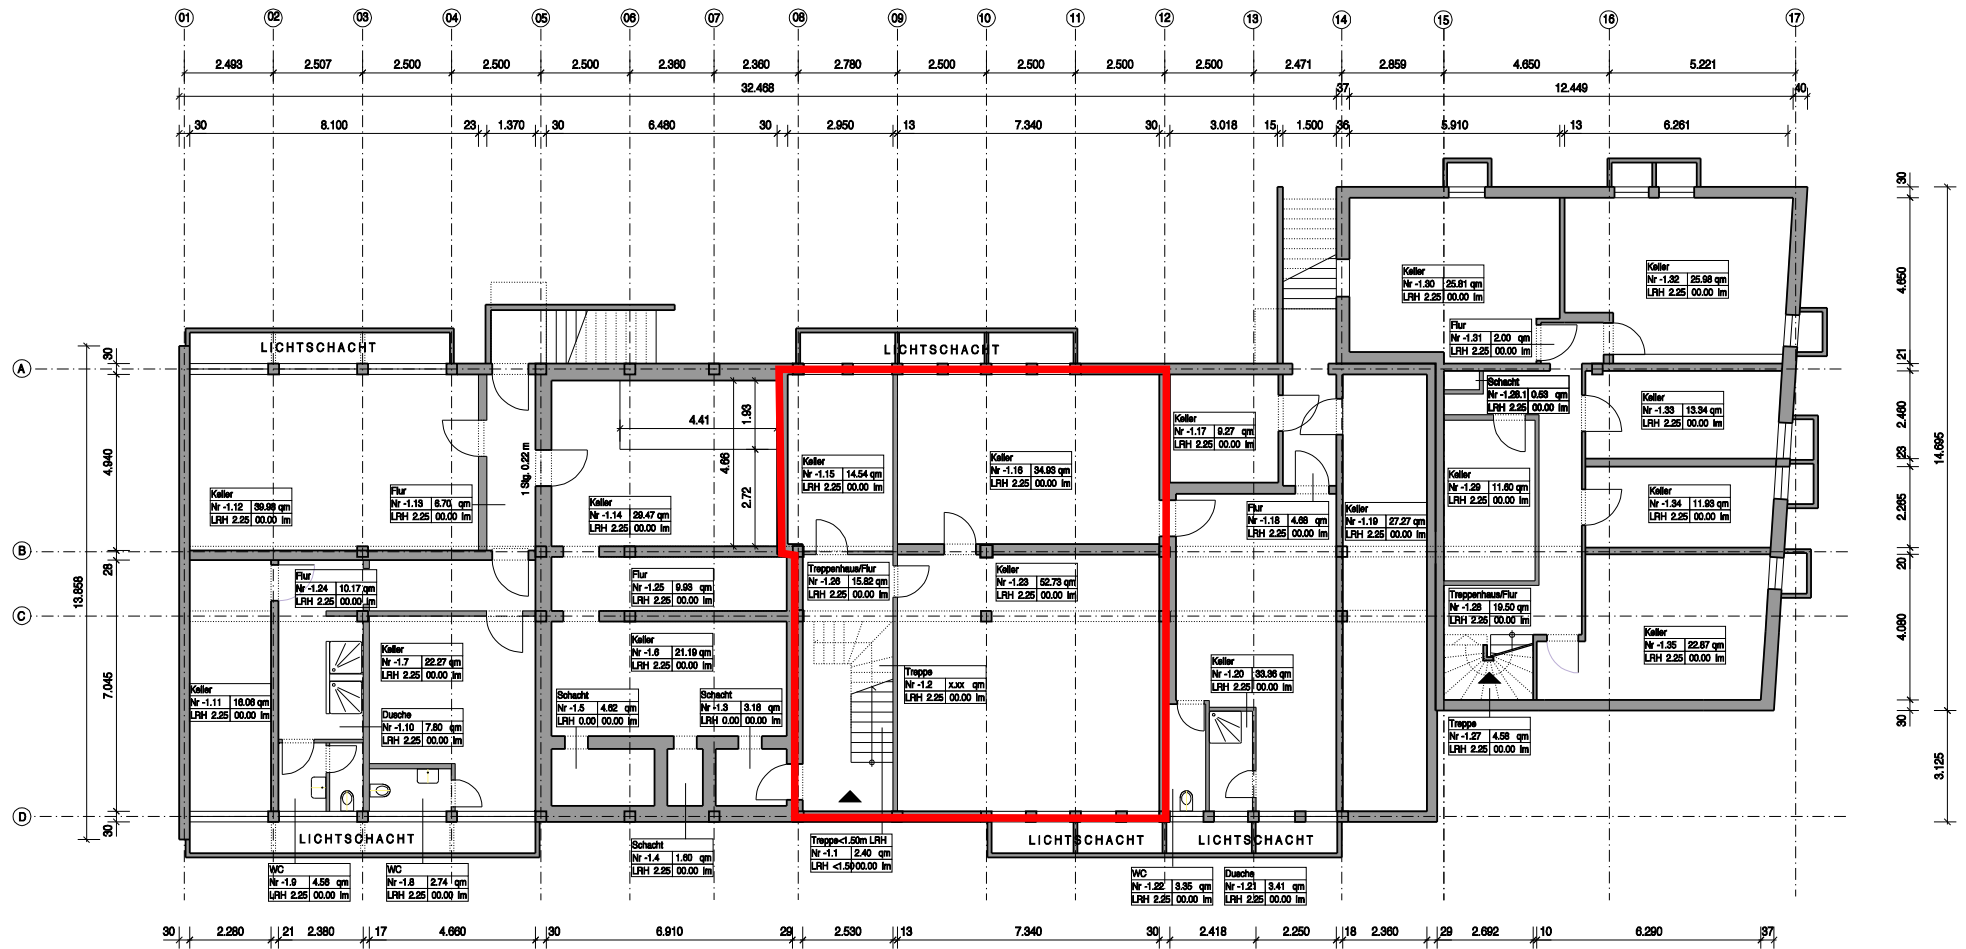 01 02 03 04 05 06 07 08 09 10 11 12 13 14 15 16 17
2.493 2.507 2.500 2.500 2.500 2.360 2.360 2.780 2.500 2.500 2.500 2.500 2.471 2.859 4.650 5.221
32.468 37 12.449 40
30 8.100 23 1.370 30 6.480 30 2.950 13 7.340 30 3.018 15 1.500 36 5.910 13 6.261
30
Keller
Nr -1.32 25.98 qm
LRH 2.25 00.00 lm
Keller
Nr -1.30 25.81 qm
LRH 2.25 00.00 lm
4.650
Flur
Nr -1.31 2.00 qm
LRH 2.25 00.00 lm
LICHTSCHACHT
LICHTSCHACHT
30
21
A
Schacht
Nr -1.28.1 0.53 qm
LRH 2.25 00.00 lm
Keller
Nr -1.33 13.34 qm
LRH 2.25 00.00 lm
2.460
4.41
1.93
4.66
2.72
Keller
Nr -1.17 9.27 qm
LRH 2.25 00.00 lm
14.695
23
4.940
1 Stg. 0.22 m
Keller
Nr -1.15 14.54 qm
LRH 2.25 00.00 lm
Keller
Nr -1.16 34.93 qm
LRH 2.25 00.00 lm
Keller
Nr -1.29 11.60 qm
LRH 2.25 00.00 lm
Keller
Nr -1.34 11.93 qm
LRH 2.25 00.00 lm
2.265
Keller
Nr -1.12 39.98 qm
LRH 2.25 00.00 lm
Flur
Nr -1.13 6.70 qm
LRH 2.25 00.00 lm
Keller
Nr -1.14 29.47 qm
LRH 2.25 00.00 lm
Flur
Nr -1.18 4.68 qm
LRH 2.25 00.00 lm
Keller
Nr -1.19 27.27 qm
LRH 2.25 00.00 lm
B
28
20
13.858
Flur
Nr -1.24 10.17 qm
LRH 2.25 00.00 lm
Flur
Nr -1.25 9.93 qm
LRH 2.25 00.00 lm
Treppenhaus/Flur
Nr -1.26 15.82 qm
LRH 2.25 00.00 lm
Keller
Nr -1.23 52.73 qm
LRH 2.25 00.00 lm
Treppenhaus/Flur
Nr -1.28 19.50 qm
LRH 2.25 00.00 lm
C
4.080
Keller
Nr -1.7 22.27 qm
LRH 2.25 00.00 lm
Keller
Nr -1.6 21.19 qm
LRH 2.25 00.00 lm
Keller
Nr -1.35 22.87 qm
LRH 2.25 00.00 lm
7.045
Keller
Nr -1.11 16.06 qm
LRH 2.25 00.00 lm
Treppe
Nr -1.2 x.xx qm
LRH 2.25 00.00 lm
Keller
Nr -1.20 33.36 qm
LRH 2.25 00.00 lm
Schacht
Nr -1.5 4.62 qm
LRH 0.00 00.00 lm
Schacht
Nr -1.3 3.16 qm
LRH 0.00 00.00 lm
Dusche
Nr -1.10 7.80 qm
LRH 2.25 00.00 lm
Treppe
Nr -1.27 4.58 qm
LRH 2.25 00.00 lm
30
3.125
D
30
LICHTSCHACHT
LICHTSCHACHT
LICHTSCHACHT
Schacht
Nr -1.4 1.60 qm
LRH 2.25 00.00 lm
Treppe<1.50m LRH
Nr -1.1 2.40 qm
LRH <1.50 00.00 lm
WC
Nr -1.9 4.56 qm
LRH 2.25 00.00 lm
WC
Nr -1.8 2.74 qm
LRH 2.25 00.00 lm
WC
Nr -1.22 3.35 qm
LRH 2.25 00.00 lm
Dusche
Nr -1.21 3.41 qm
LRH 2.25 00.00 lm
30 2.280 21 2.380 17 4.660 30 6.910 29 2.530 13 7.340 30 2.418 12 2.250 18 2.360 29 2.692 10 6.290 37